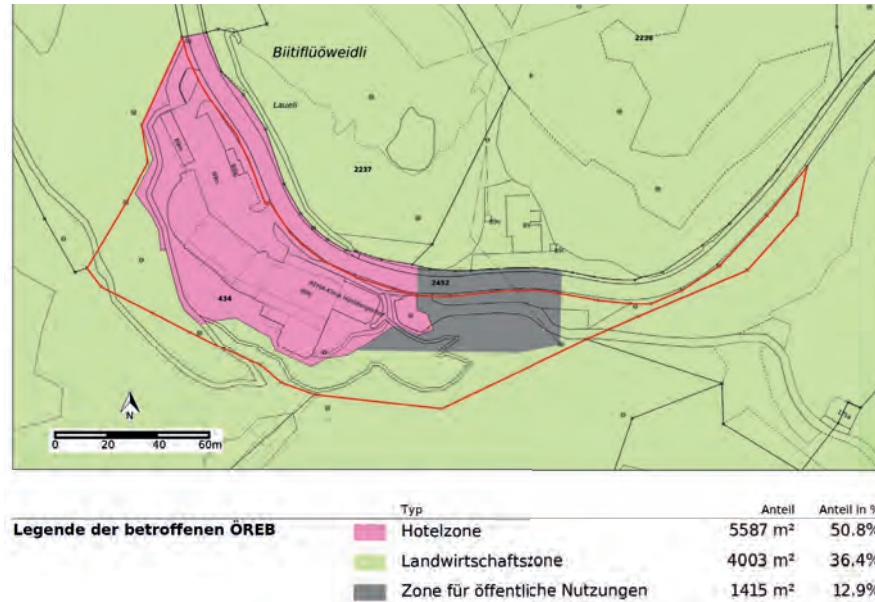 Biitiflüöweidli
2236
Laueli
2237
2452
434
N
0 20 40 60m
Typ Anteil Anteil in %
Legende der betroffenen ÖREB
Hotelzone 5587 m² 50.8%
Landwirtschaftszone 4003 m² 36.4%
Zone für öffentliche Nutzungen 1415 m² 12.9%